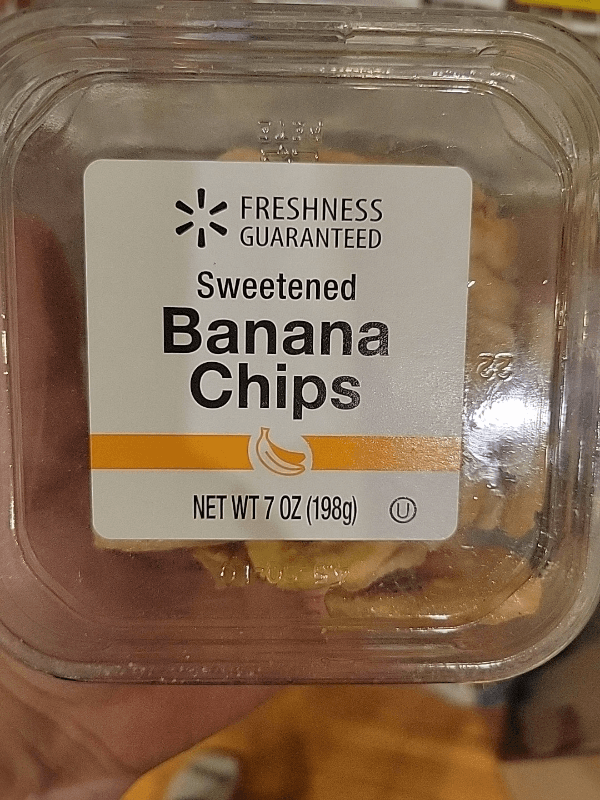 FRESHNESS
GUARANTEED
Sweetened
Banana
Chips
NET WT 7 OZ (198g) U